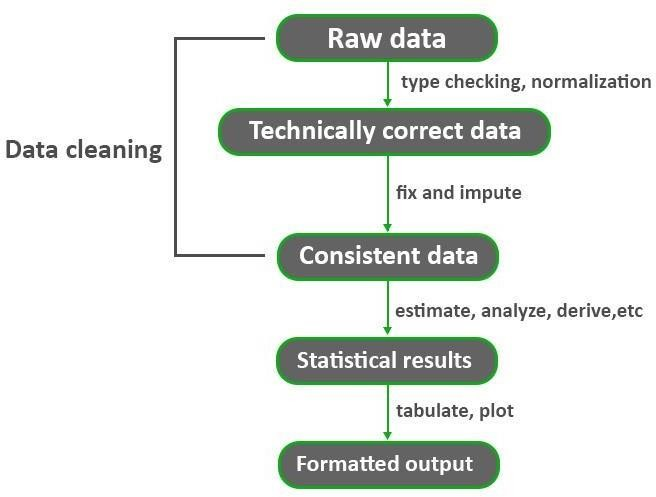 Raw data
type checking, normalization
Technically correct data
Data cleaning
fix and impute
Consistent data
estimate, analyze, derive,etc
Statistical results
tabulate, plot
Formatted output